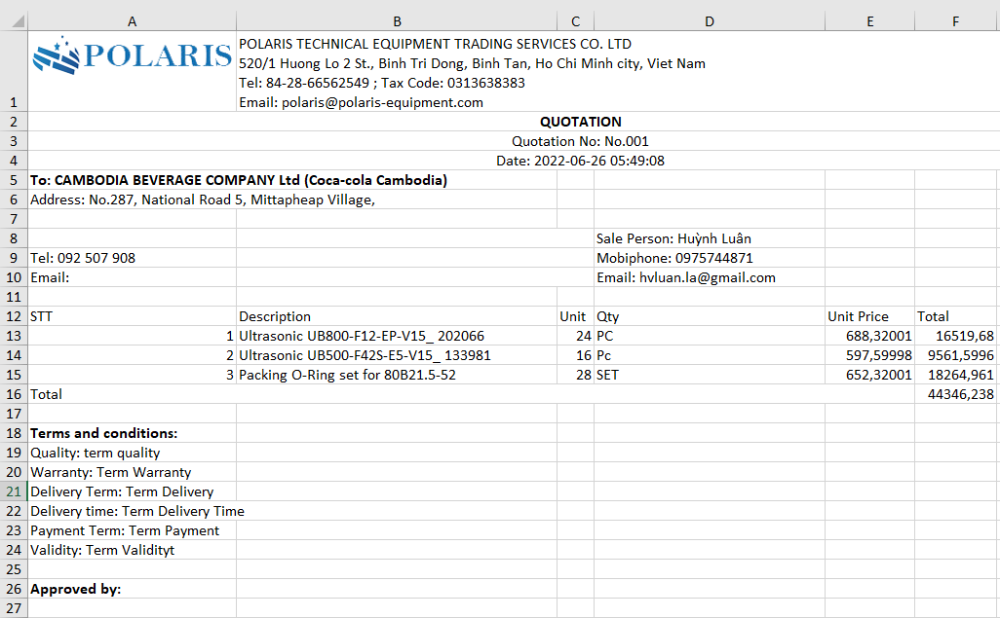 A B C D E F
POLARIS
POLARIS TECHNICAL EQUIPMENT TRADING SERVICES CO. LTD
520/1 Huong Lo 2 St., Binh Tri Dong, Binh Tan, Ho Chi Minh city, Viet Nam
Tel: 84-28-66562549 ; Tax Code: 0313638383
1 Email: polaris@polaris-equipment.com
2 QUOTATION
3 Quotation No: No.001
4 Date: 2022-06-26 05:49:08
5 To: CAMBODIA BEVERAGE COMPANY Ltd (Coca-cola Cambodia)
6 Address: No.287, National Road 5, Mittapheap Village,
7
8 Sale Person: Huỳnh Luân
9 Tel: 092 507 908 Mobiphone: 0975744871
10 Email: Email: hvluan.la@gmail.com
11
12 STT Description Unit Qty Unit Price Total
13 1 Ultrasonic UB800-F12-EP-V15_ 202066 24 PC 688,32001 16519,68
14 2 Ultrasonic UB500-F42S-E5-V15_ 133981 16 Pc 597,59998 9561,5996
15 3 Packing O-Ring set for 80B21.5-52 28 SET 652,32001 18264,961
16 Total 44346,238
17
18 Terms and conditions:
19 Quality: term quality
20 Warranty: Term Warranty
21 Delivery Term: Term Delivery
22 Delivery time: Term Delivery Time
23 Payment Term: Term Payment
24 Validity: Term Validityt
25
26 Approved by:
27